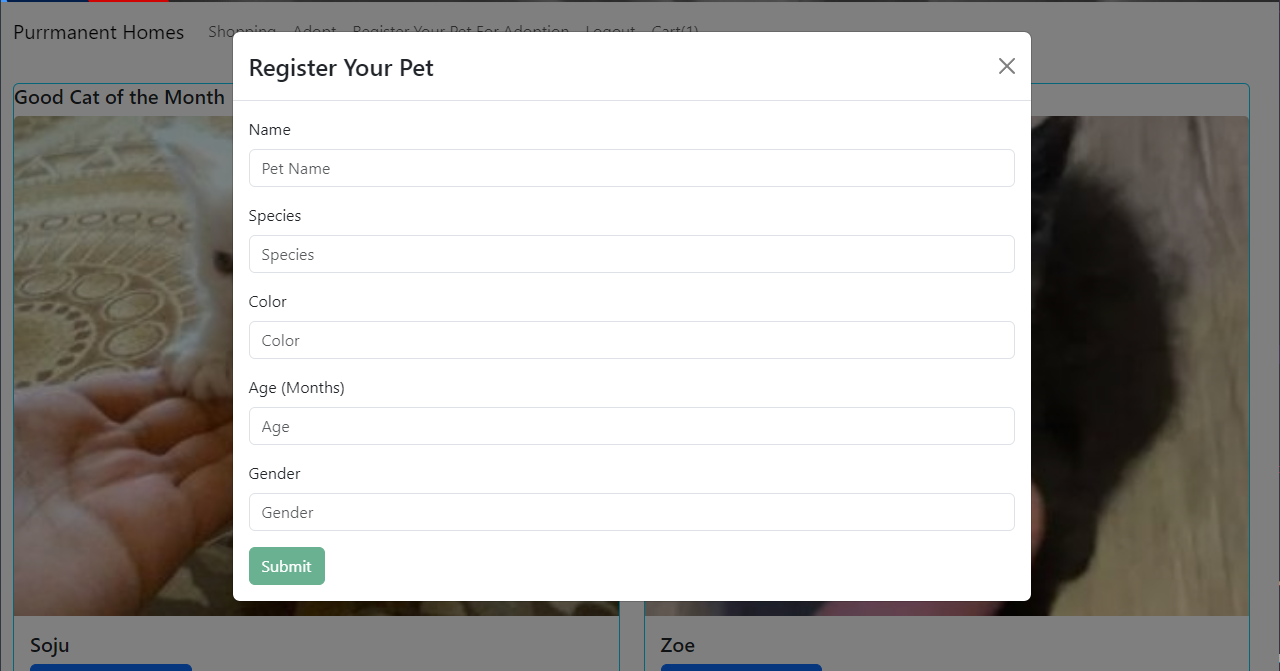 Purrmanent Homes Shopping Adopt Register Your Pet For Adoption Logout Cart(1)
Register Your Pet
Good Cat of the Month
Name
Pet Name
Species
Species
Color
Color
Age (Months)
Age
Gender
Gender
Submit
Soju Zoe